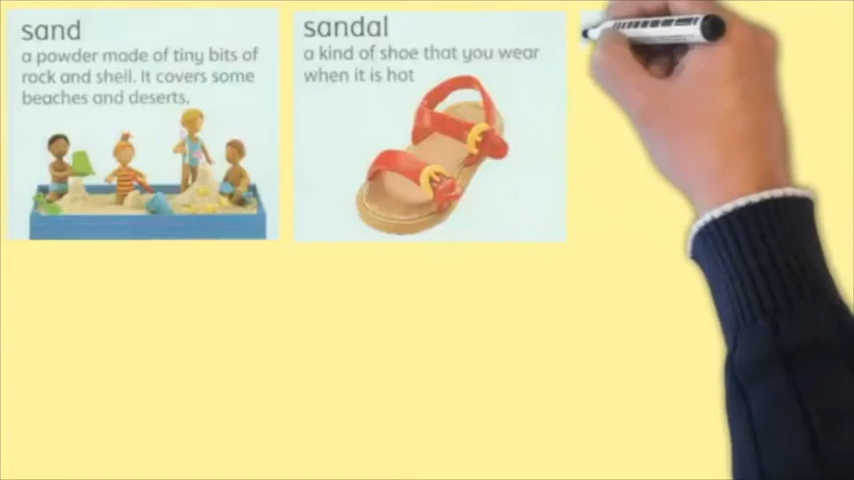 sand
a powder made of tiny bits of
rock and shell. It covers some
beaches and deserts.
sandal
a kind of shoe that you wear
when it is hot